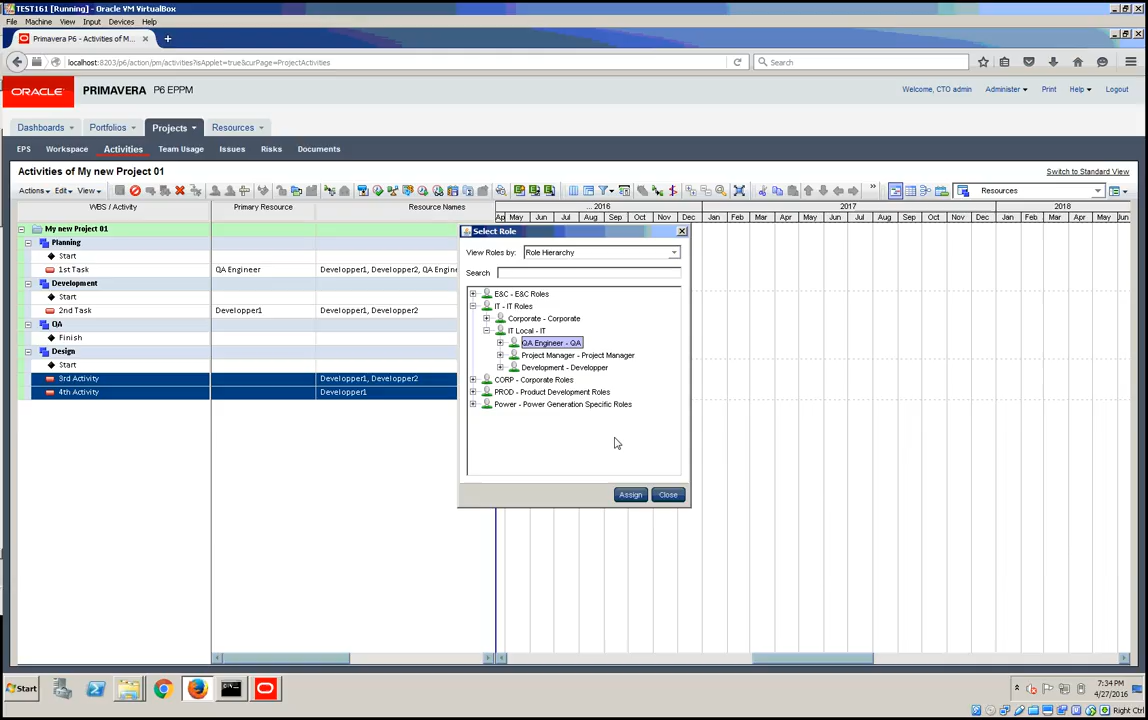 TEST161 [Running] - Oracle VM VirtualBox
File Machine View Input Devices Help
Primavera P6 - Activities of M...
localhost:8203/p6/action/pm/activities?isApplet=true&curPage=ProjectActivities
Search
ORACLE PRIMAVERA P6 EPPM
Welcome, CTO admin Administer Print Help Logout
Dashboards Portfolios Projects Resources
EPS Workspace Activities Team Usage Issues Risks Documents
Activities of My new Project 01
Switch to Standard View
Actions Edit View » Resources
WBS / Activity Primary Resource Resource Names
... 2016 2017 2018
Ap May Jun Jul Aug Sep Oct Nov Dec Jan Feb Mar Apr May Jun Jul Aug Sep Oct Nov Dec Jan Feb Mar Apr May Jun
My new Project 01
Planning
Start
1st Task QA Engineer Developper1, Developper2, QA Engine
Development
Start
2nd Task Developper1 Developper1, Developper2
QA
Finish
Design
Start
3rd Activity Developper1, Developper2
4th Activity Developper1
Select Role
View Roles by: Role Hierarchy
Search
E&C - E&C Roles
IT - IT Roles
Corporate - Corporate
IT Local - IT
QA Engineer - QA
Project Manager - Project Manager
Development - Developper
CORP - Corporate Roles
PROD - Product Development Roles
Power - Power Generation Specific Roles
Assign Close
Start
7:34 PM
4/27/2016
Right Ctrl